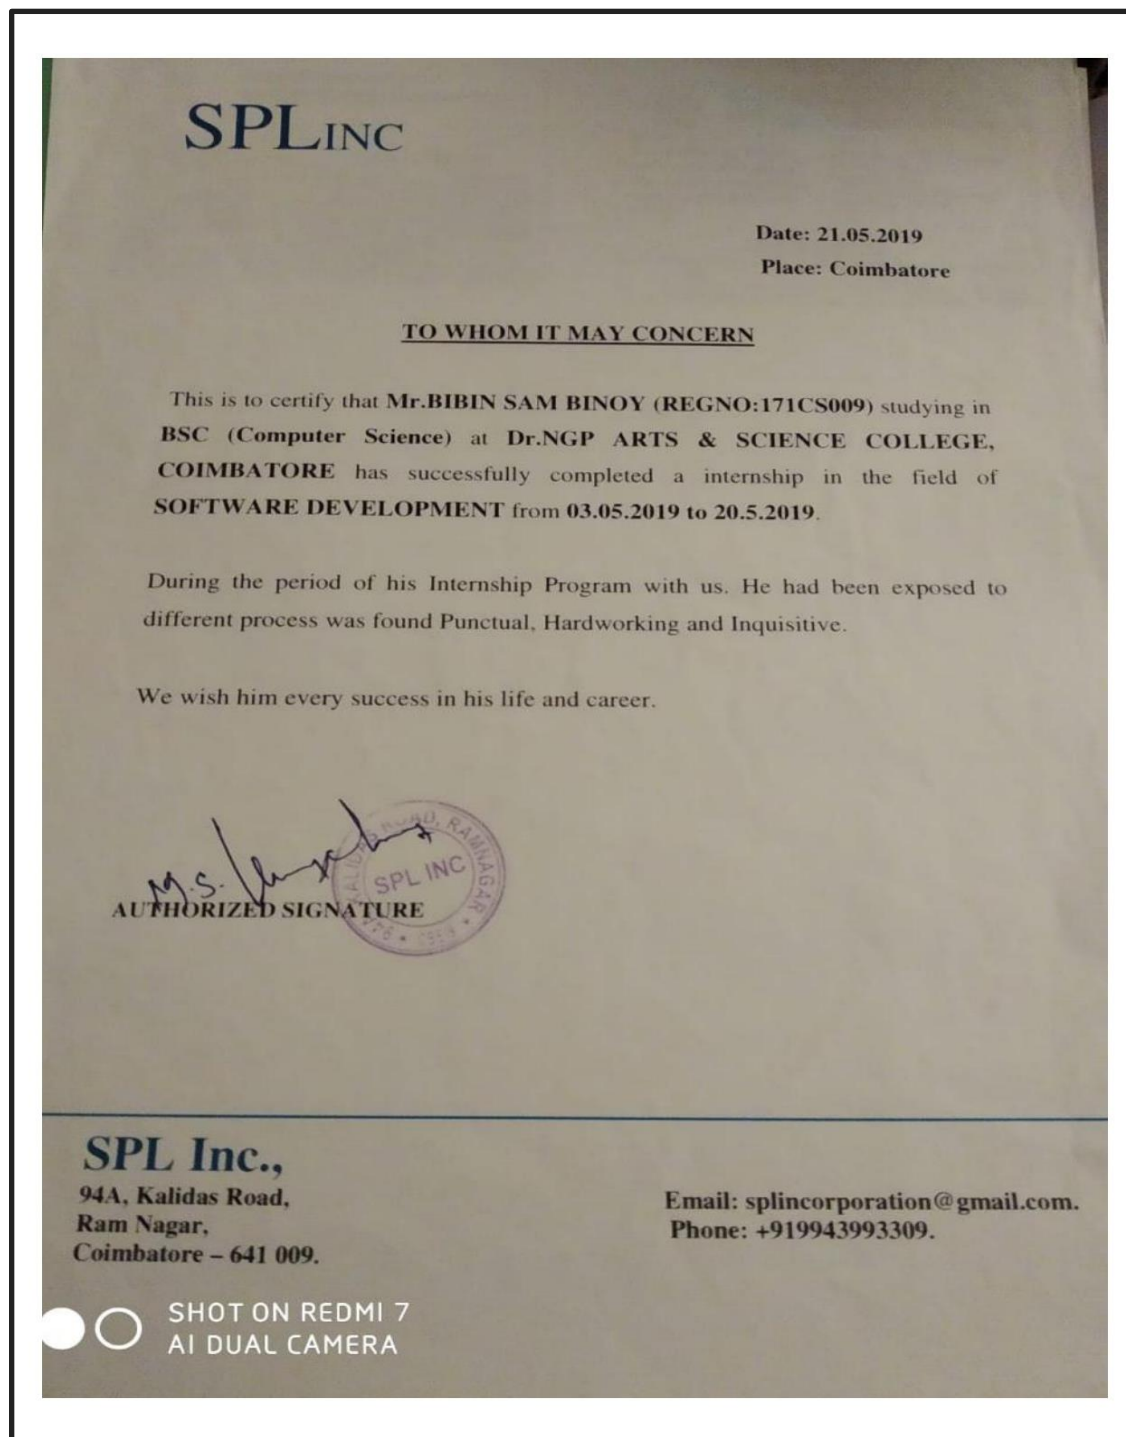 SPLINC
Date: 21.05.2019
Place: Coimbatore
TO WHOM IT MAY CONCERN
This is to certify that Mr.BIBIN SAM BINOY (REGNO:171CS009) studying in
BSC (Computer Science) at Dr.NGP ARTS & SCIENCE COLLEGE,
COIMBATORE has successfully completed a internship in the field of
SOFTWARE DEVELOPMENT from 03.05.2019 to 20.5.2019.
During the period of his Internship Program with us. He had been exposed to
different process was found Punctual, Hardworking and Inquisitive.
We wish him every success in his life and career.
M.S.
KALIDAS ROAD, RAMNAGAR
SPL INC
AUTHORIZED SIGNATURE
SPL Inc.,
94A, Kalidas Road,
Ram Nagar,
Coimbatore – 641 009.
Email: splincorporation@gmail.com.
Phone: +919943993309.
SHOT ON REDMI 7
AI DUAL CAMERA